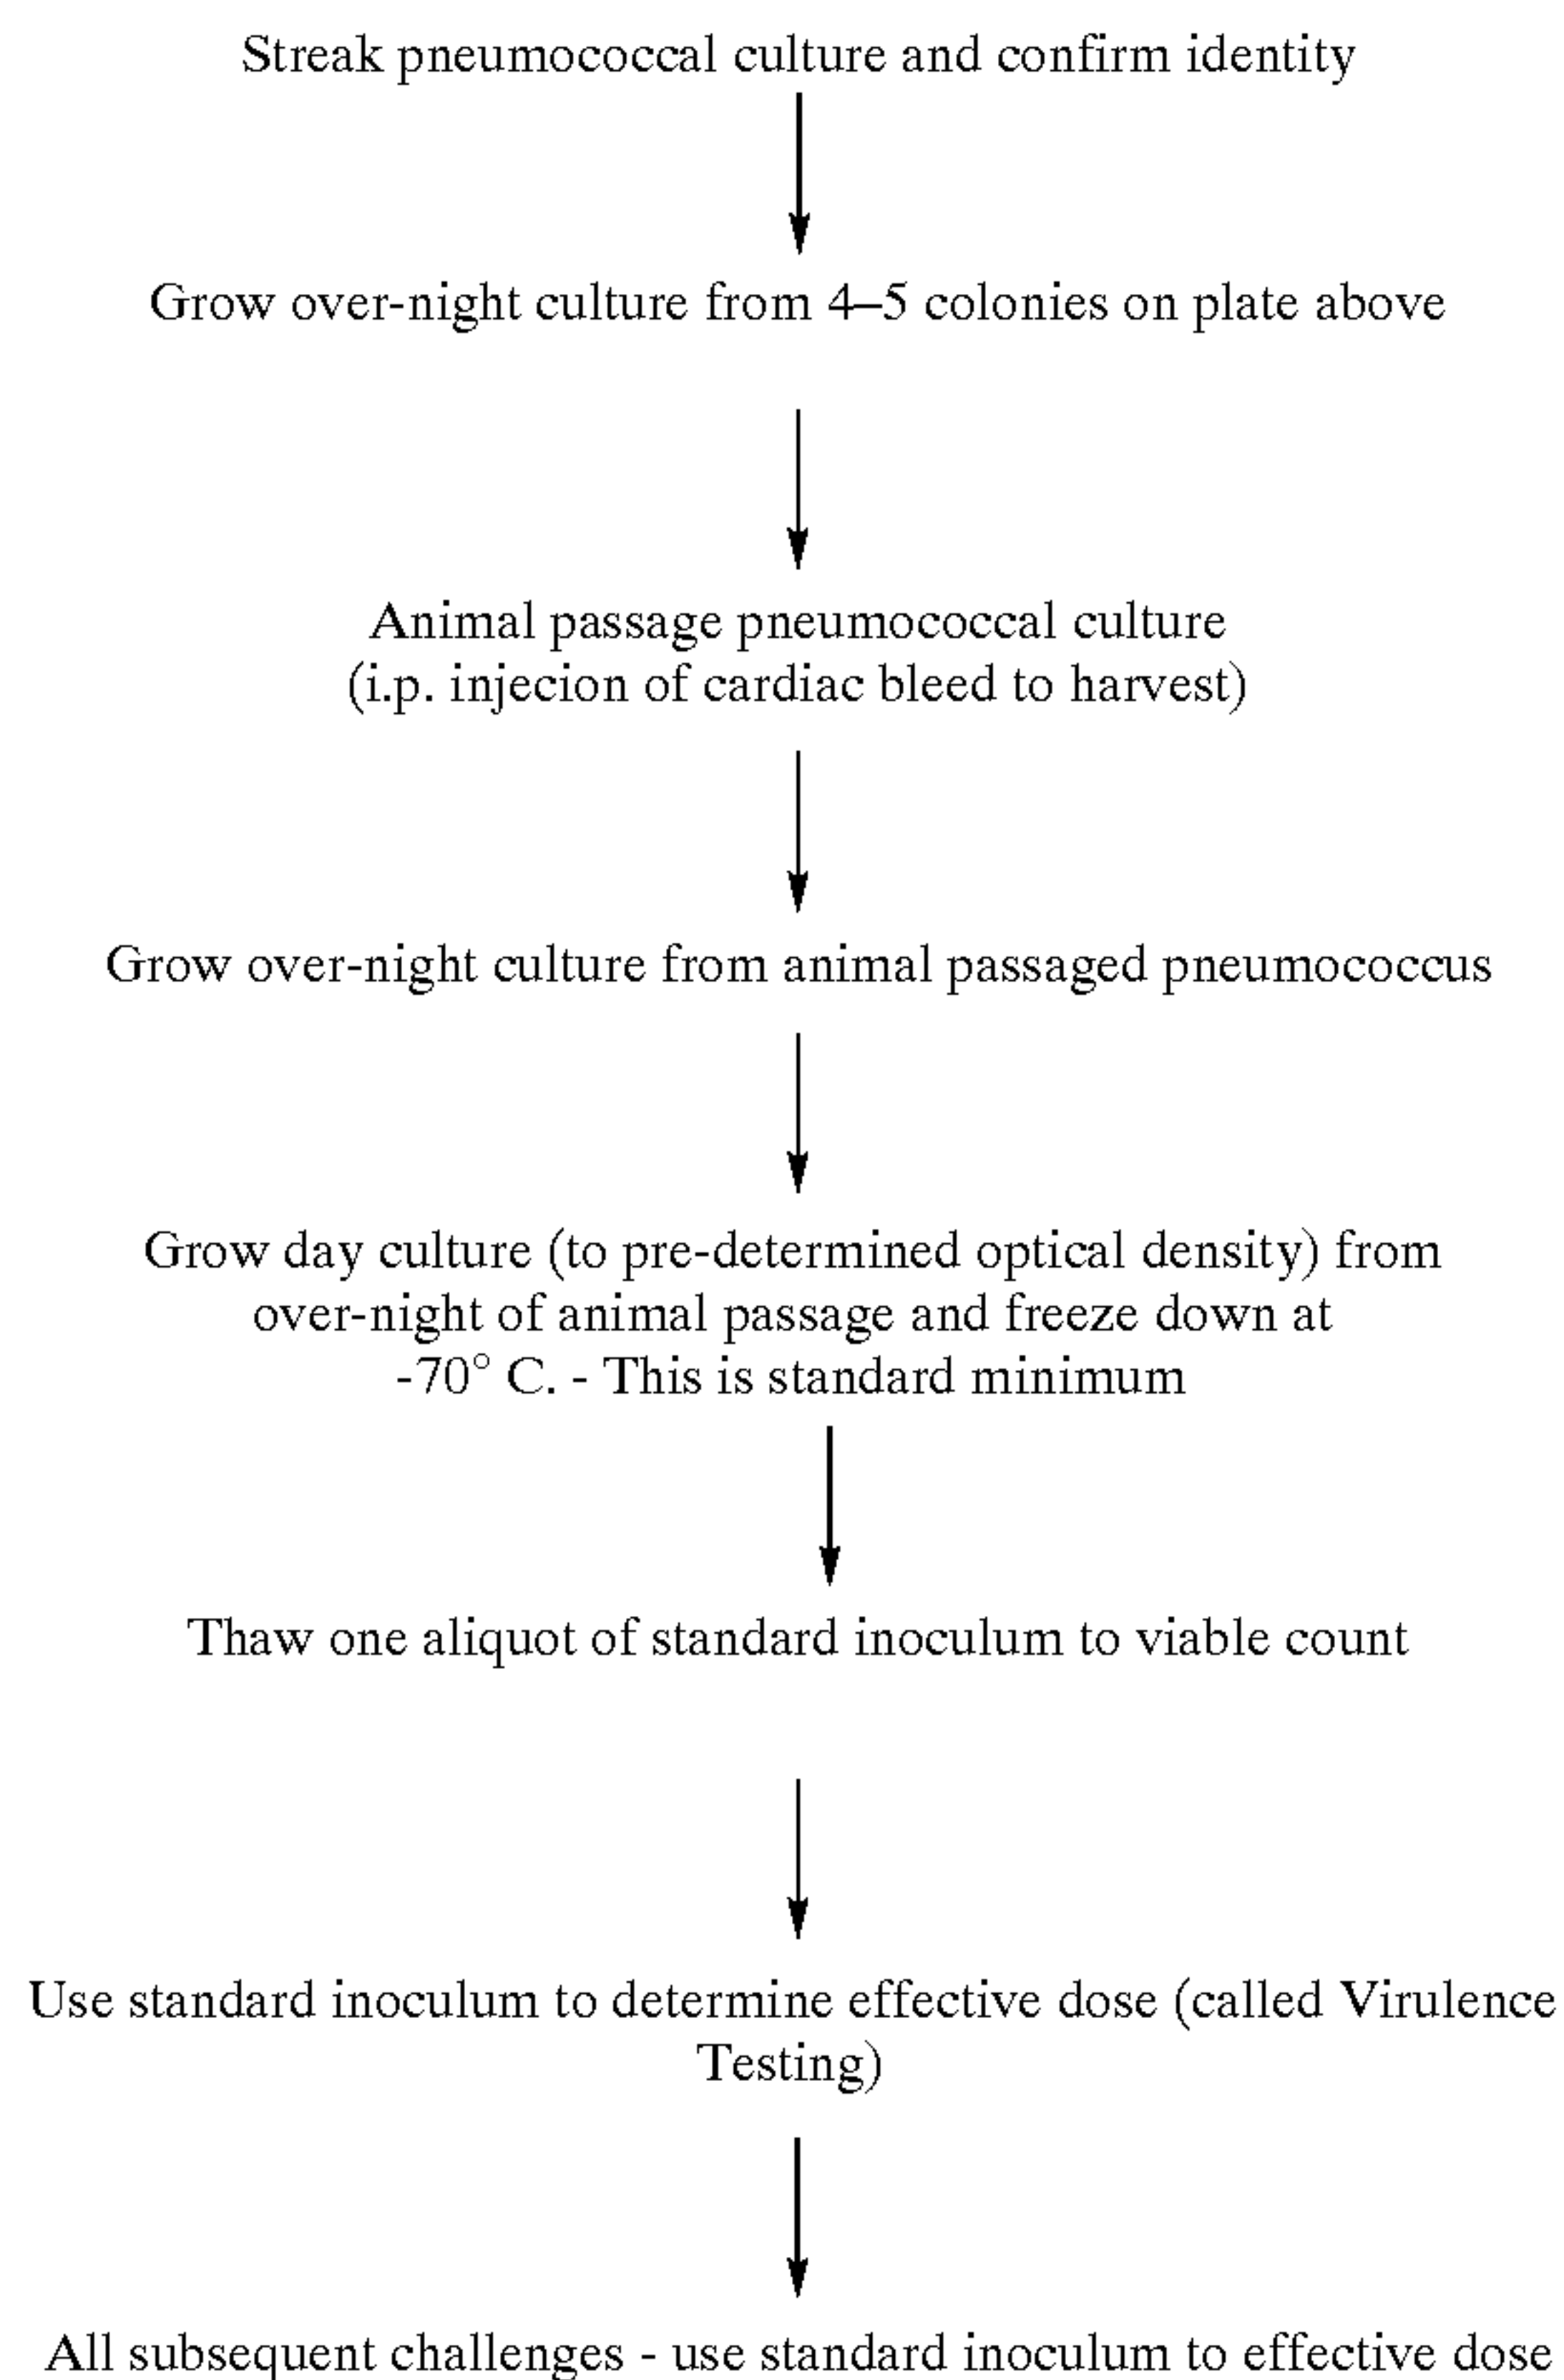 Streak pneumococcal culture and confirm identity
Grow over-night culture from 4–5 colonies on plate above
Animal passage pneumococcal culture
(i.p. injecion of cardiac bleed to harvest)
Grow over-night culture from animal passaged pneumococcus
Grow day culture (to pre-determined optical density) from
over-night of animal passage and freeze down at
-70° C. - This is standard minimum
Thaw one aliquot of standard inoculum to viable count
Use standard inoculum to determine effective dose (called Virulence
Testing)
All subsequent challenges - use standard inoculum to effective dose